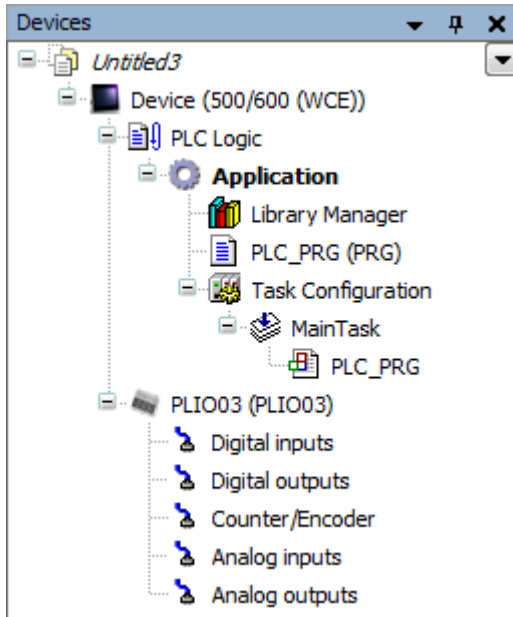 Devices
Untitled3
Device (500/600 (WCE))
PLC Logic
Application
Library Manager
PLC_PRG (PRG)
Task Configuration
MainTask
PLC_PRG
PLIO03 (PLIO03)
Digital inputs
Digital outputs
Counter/Encoder
Analog inputs
Analog outputs